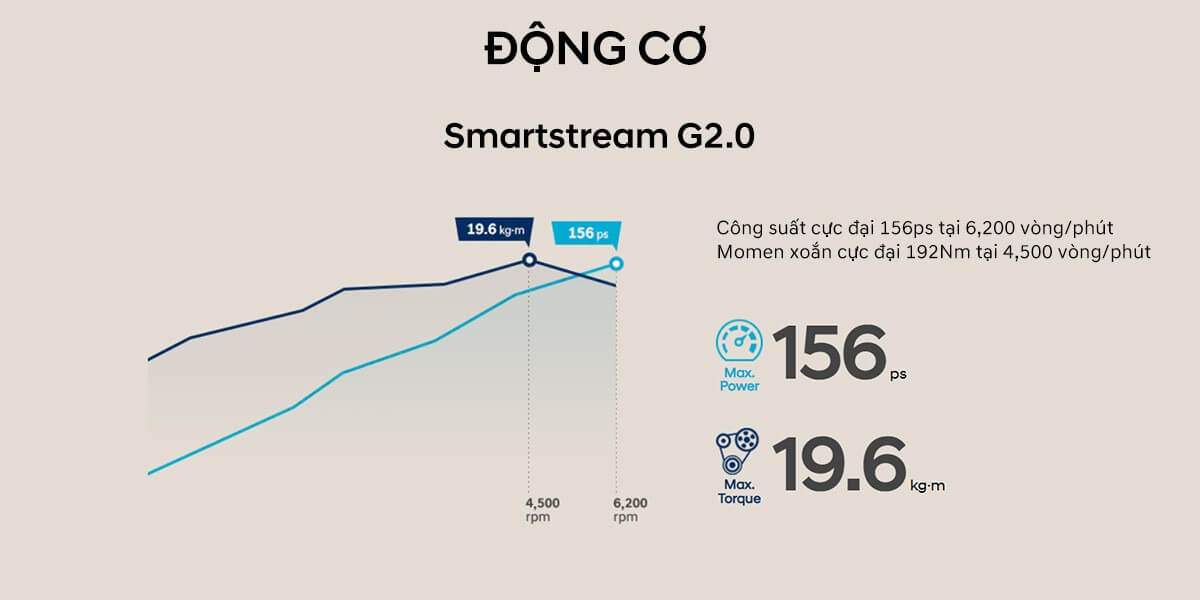 ĐỘNG CƠ
Smartstream G2.0
19.6 kg·m
156 ps
4,500
rpm
6,200
rpm
Công suất cực đại 156ps tại 6,200 vòng/phút
Momen xoắn cực đại 192Nm tại 4,500 vòng/phút
Max.
Power
156 ps
Max.
Torque
19.6 kg·m